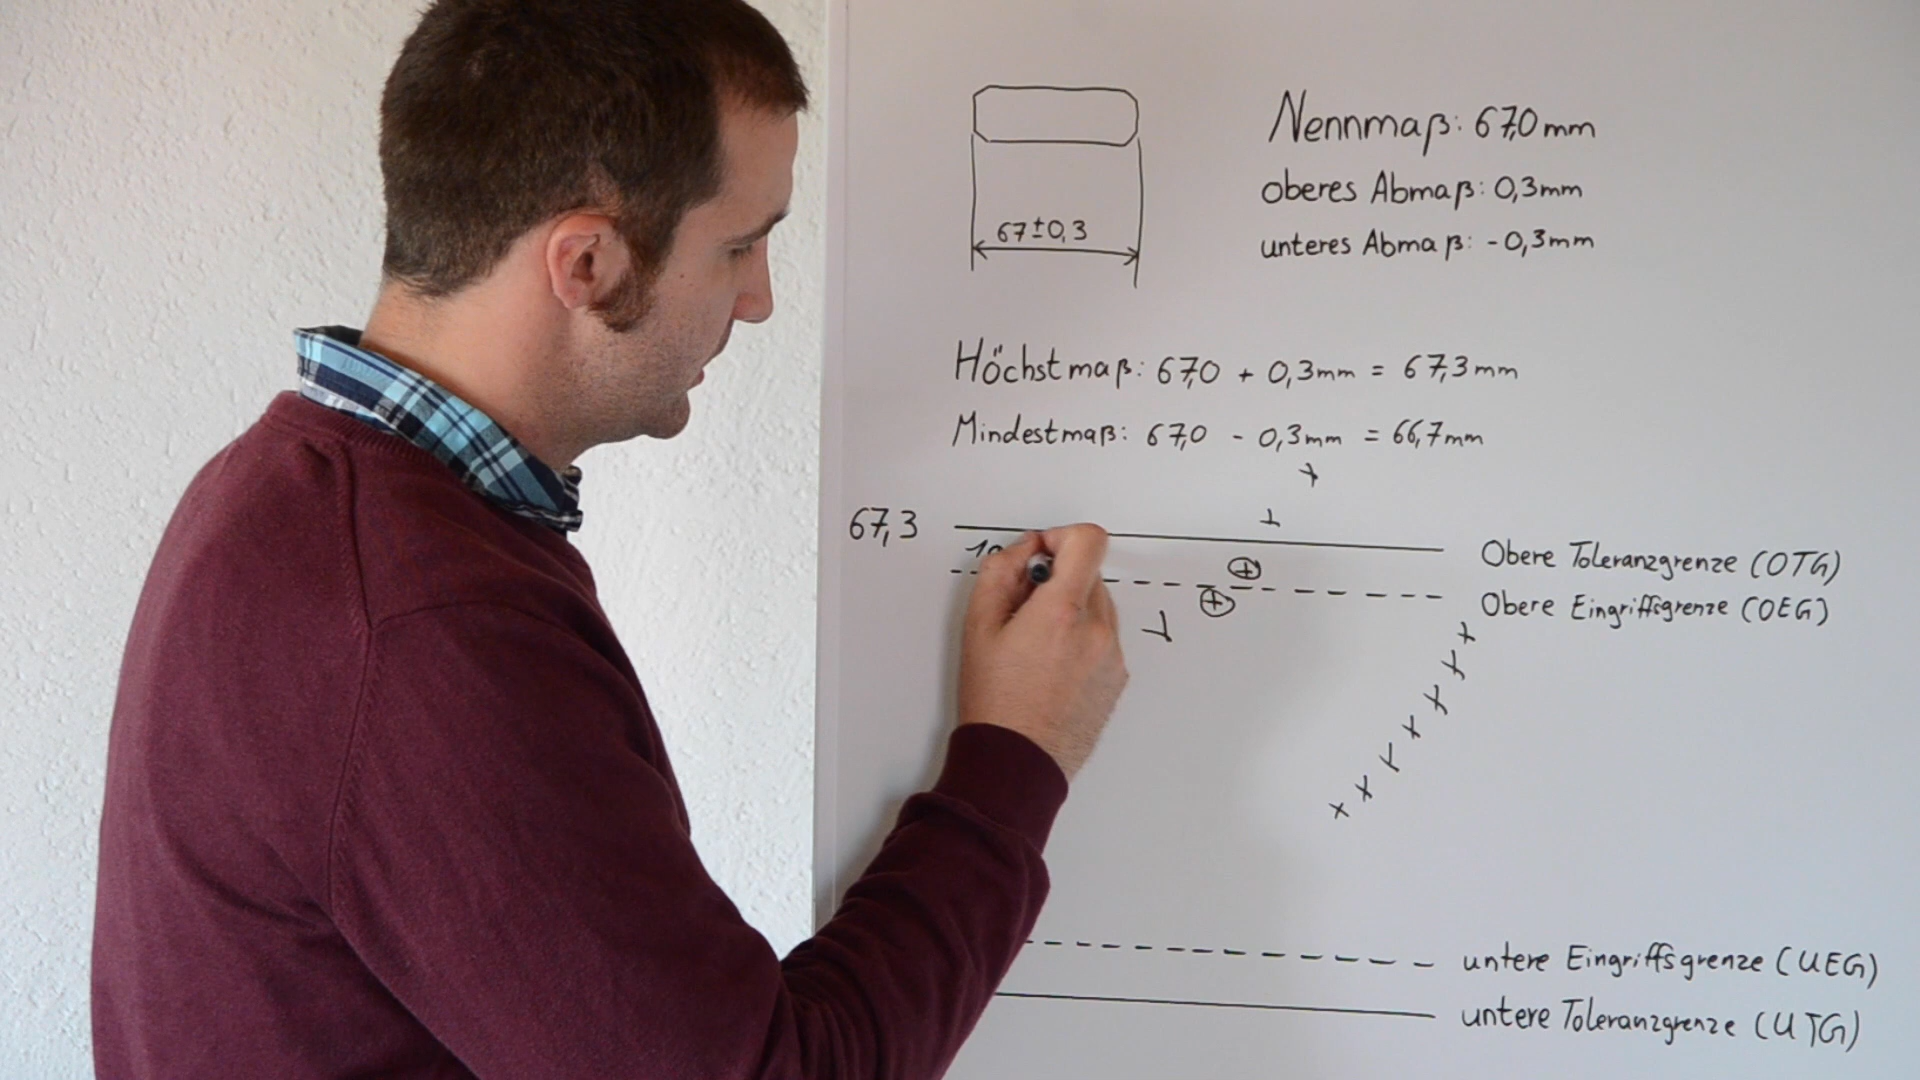 Nennmaß: 67,0 mm
oberes Abmaß: 0,3mm
67 ± 0,3
unteres Abmaß: -0,3mm
Höchstmaß: 67,0 + 0,3mm = 67,3mm
Mindestmaß: 67,0 - 0,3mm = 66,7mm
67,3
Obere Toleranzgrenze (OTG)
Obere Eingriffsgrenze (OEG)
untere Eingriffsgrenze (UEG)
untere Toleranzgrenze (UTG)